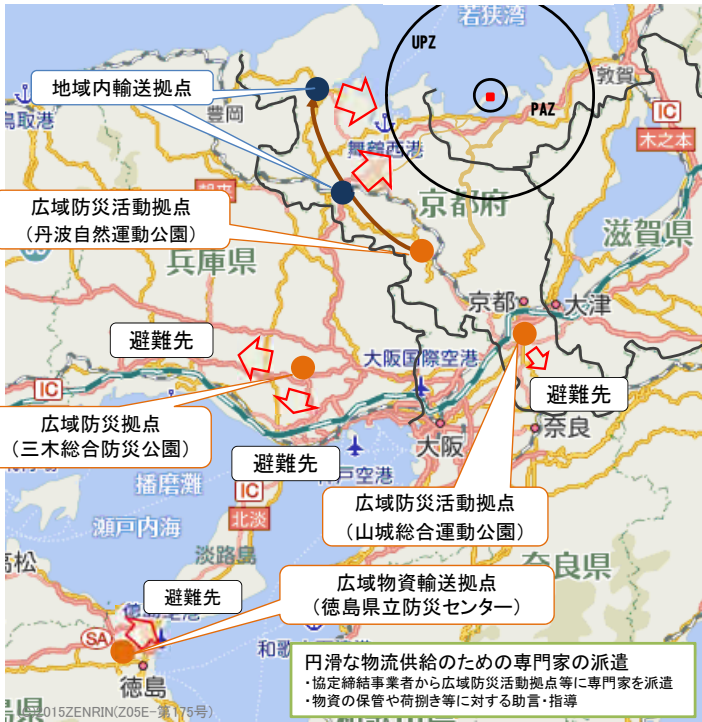 若狭湾
UPZ
敦賀
地域内輸送拠点
豊岡
PAZ
IC
鳥取港
舞鶴西港
木之本
広域防災活動拠点
（丹波自然運動公園）
京都府
滋賀県
兵庫県
京都
大津
避難先
大阪国際空港
IC
避難先
広域防災拠点
（三木総合防災公園）
奈良
大阪
避難先
神戸空港
播磨灘
IC
北淡
広域防災活動拠点
（山城総合運動公園）
瀬戸内海
淡路島
高松
奈良県
避難先
広域物資輸送拠点
（徳島県立防災センター）
SA
徳島
円滑な物流供給のための専門家の派遣
・協定締結事業者から広域防災活動拠点等に専門家を派遣
・物資の保管や荷捌き等に対する助言・指導
2015ZENRIN(Z05E-第175号)